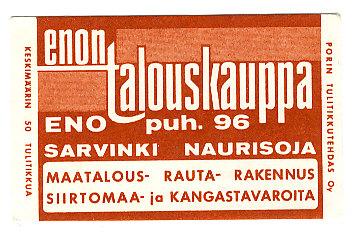 enon
talouskauppa
ENO puh. 96
SARVINKI NAURISOJA
MAATALOUS- RAUTA- RAKENNUS
SIIRTOMAA- ja KANGASTAVAROITA
KESKIMÄÄRIN 50 TULITIKKUA
PORIN TULITIKKUTEHDAS Oy